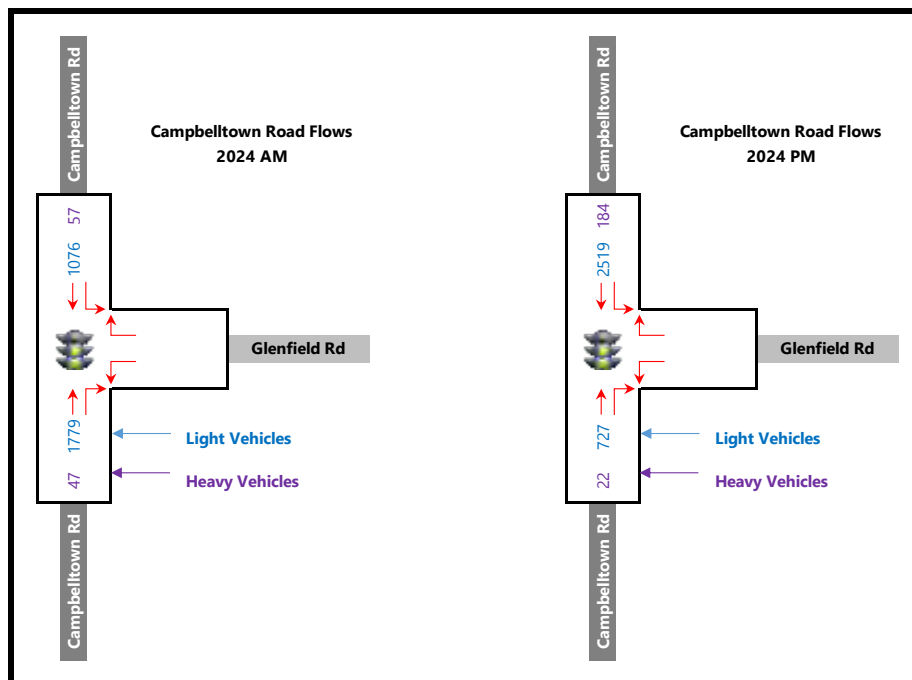 Campbelltown Rd
Campbelltown Road Flows
2024 AM
57
1076
Glenfield Rd
1779
Light Vehicles
47
Heavy Vehicles
Campbelltown Rd
Campbelltown Rd
Campbelltown Road Flows
2024 PM
184
2519
Glenfield Rd
727
Light Vehicles
22
Heavy Vehicles
Campbelltown Rd